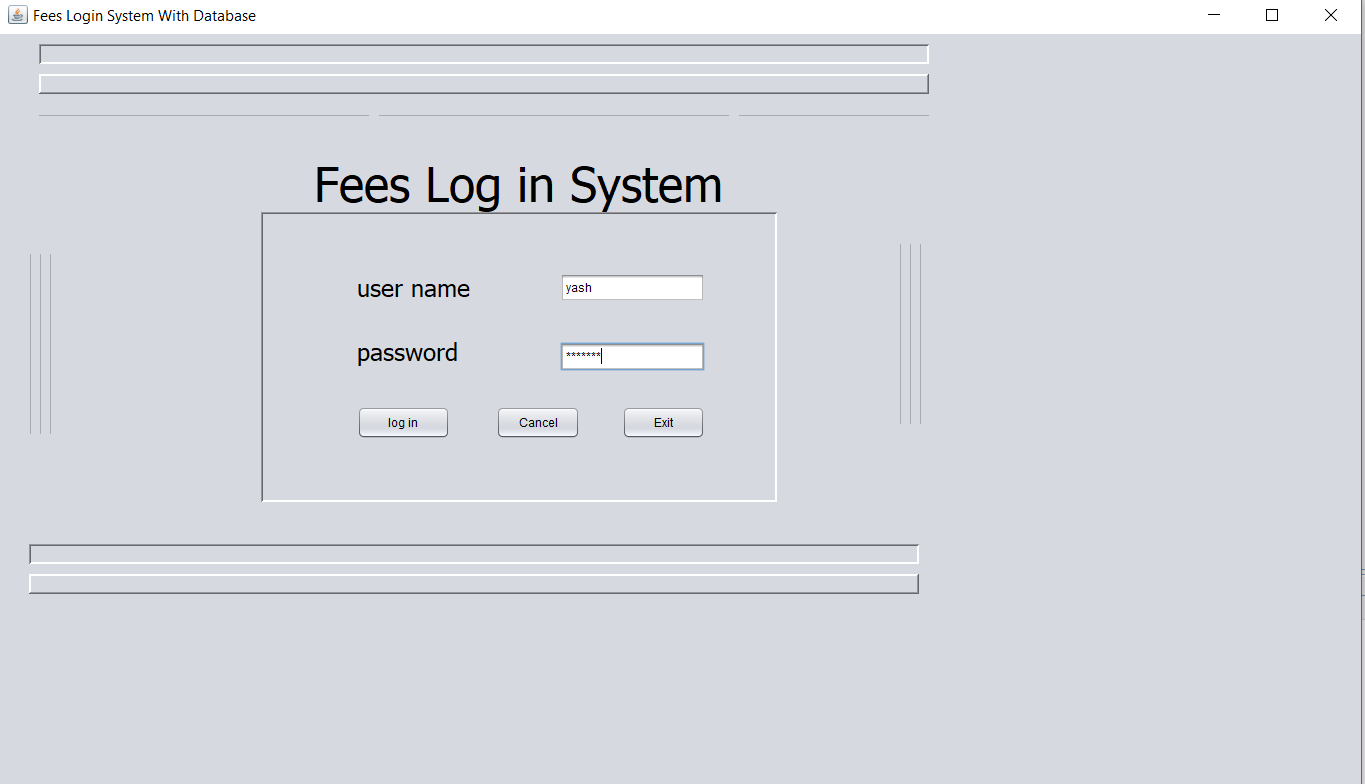 Fees Login System With Database
Fees Log in System
user name yash
password *******
log in Cancel Exit